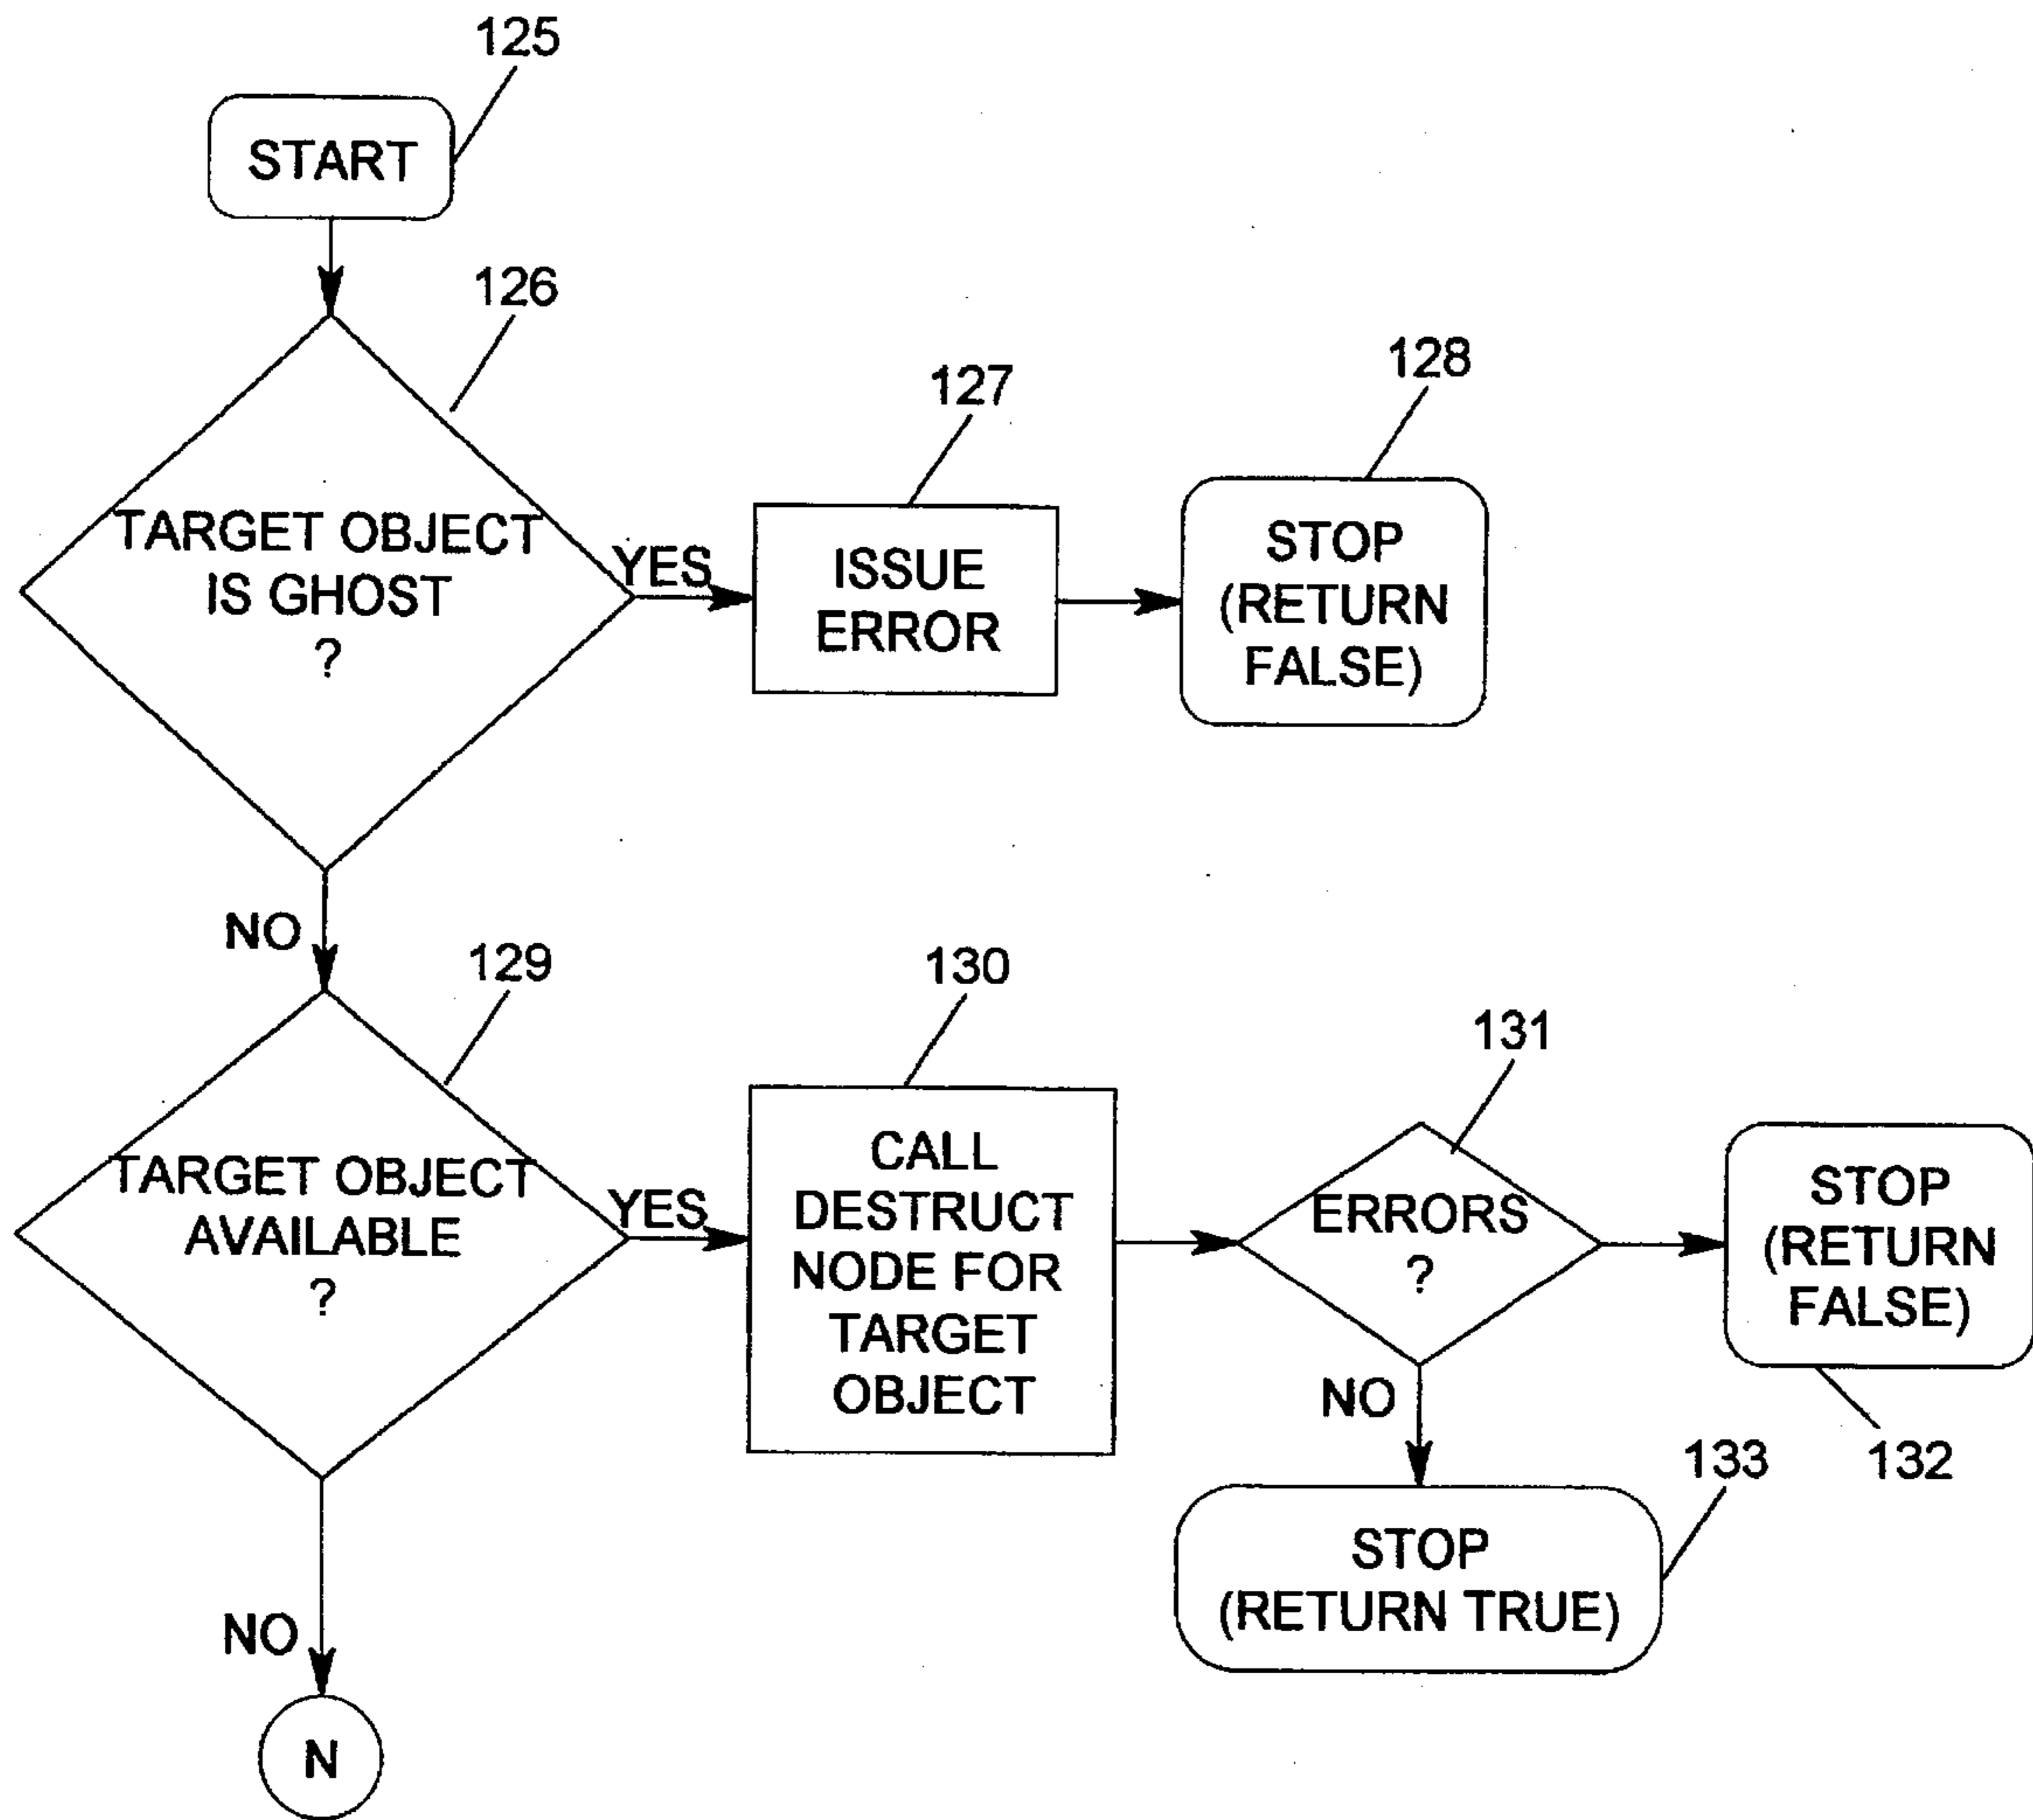 125
START
126
TARGET OBJECT
IS GHOST
?
YES
127
ISSUE
ERROR
128
STOP
(RETURN
FALSE)
NO
129
TARGET OBJECT
AVAILABLE
?
YES
130
CALL
DESTRUCT
NODE FOR
TARGET
OBJECT
131
ERRORS
?
STOP
(RETURN
FALSE)
132
NO
133
STOP
(RETURN TRUE)
NO
N